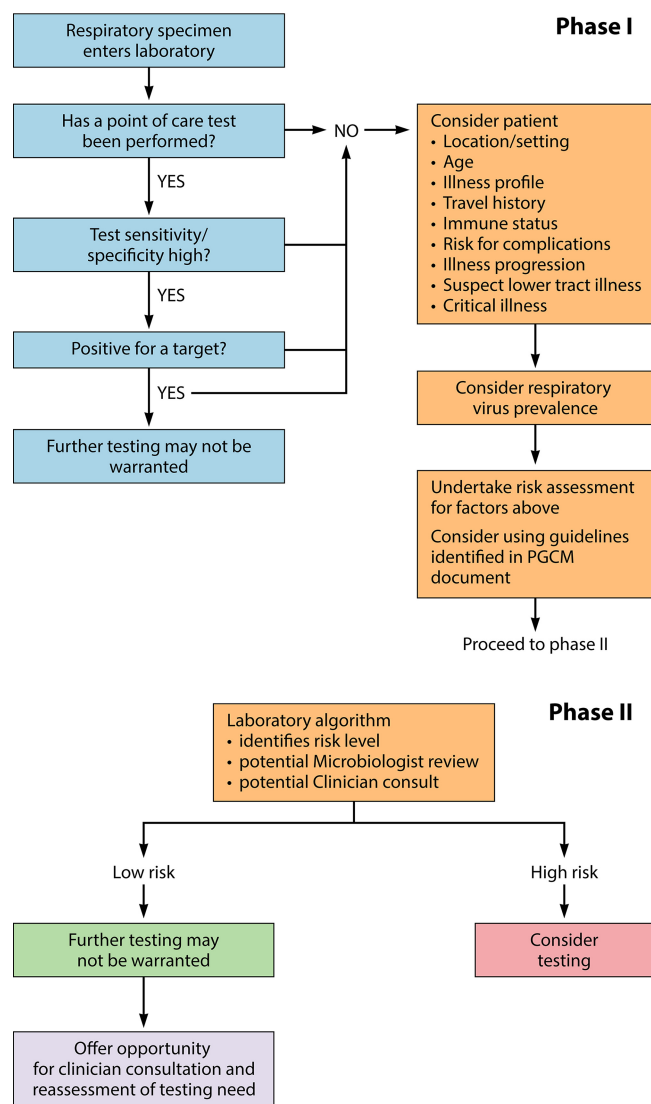 Phase I
Respiratory specimen
enters laboratory
Has a point of care test
been performed?
NO
YES
Test sensitivity/
specificity high?
YES
Positive for a target?
YES
Further testing may not be
warranted
Consider patient
• Location/setting
• Age
• Illness profile
• Travel history
• Immune status
• Risk for complications
• Illness progression
• Suspect lower tract illness
• Critical illness
Consider respiratory
virus prevalence
Undertake risk assessment
for factors above
Consider using guidelines
identified in PGCM
document
Proceed to phase II
Phase II
Laboratory algorithm
• identifies risk level
• potential Microbiologist review
• potential Clinician consult
Low risk
High risk
Further testing may
not be warranted
Consider
testing
Offer opportunity
for clinician consultation and
reassessment of testing need